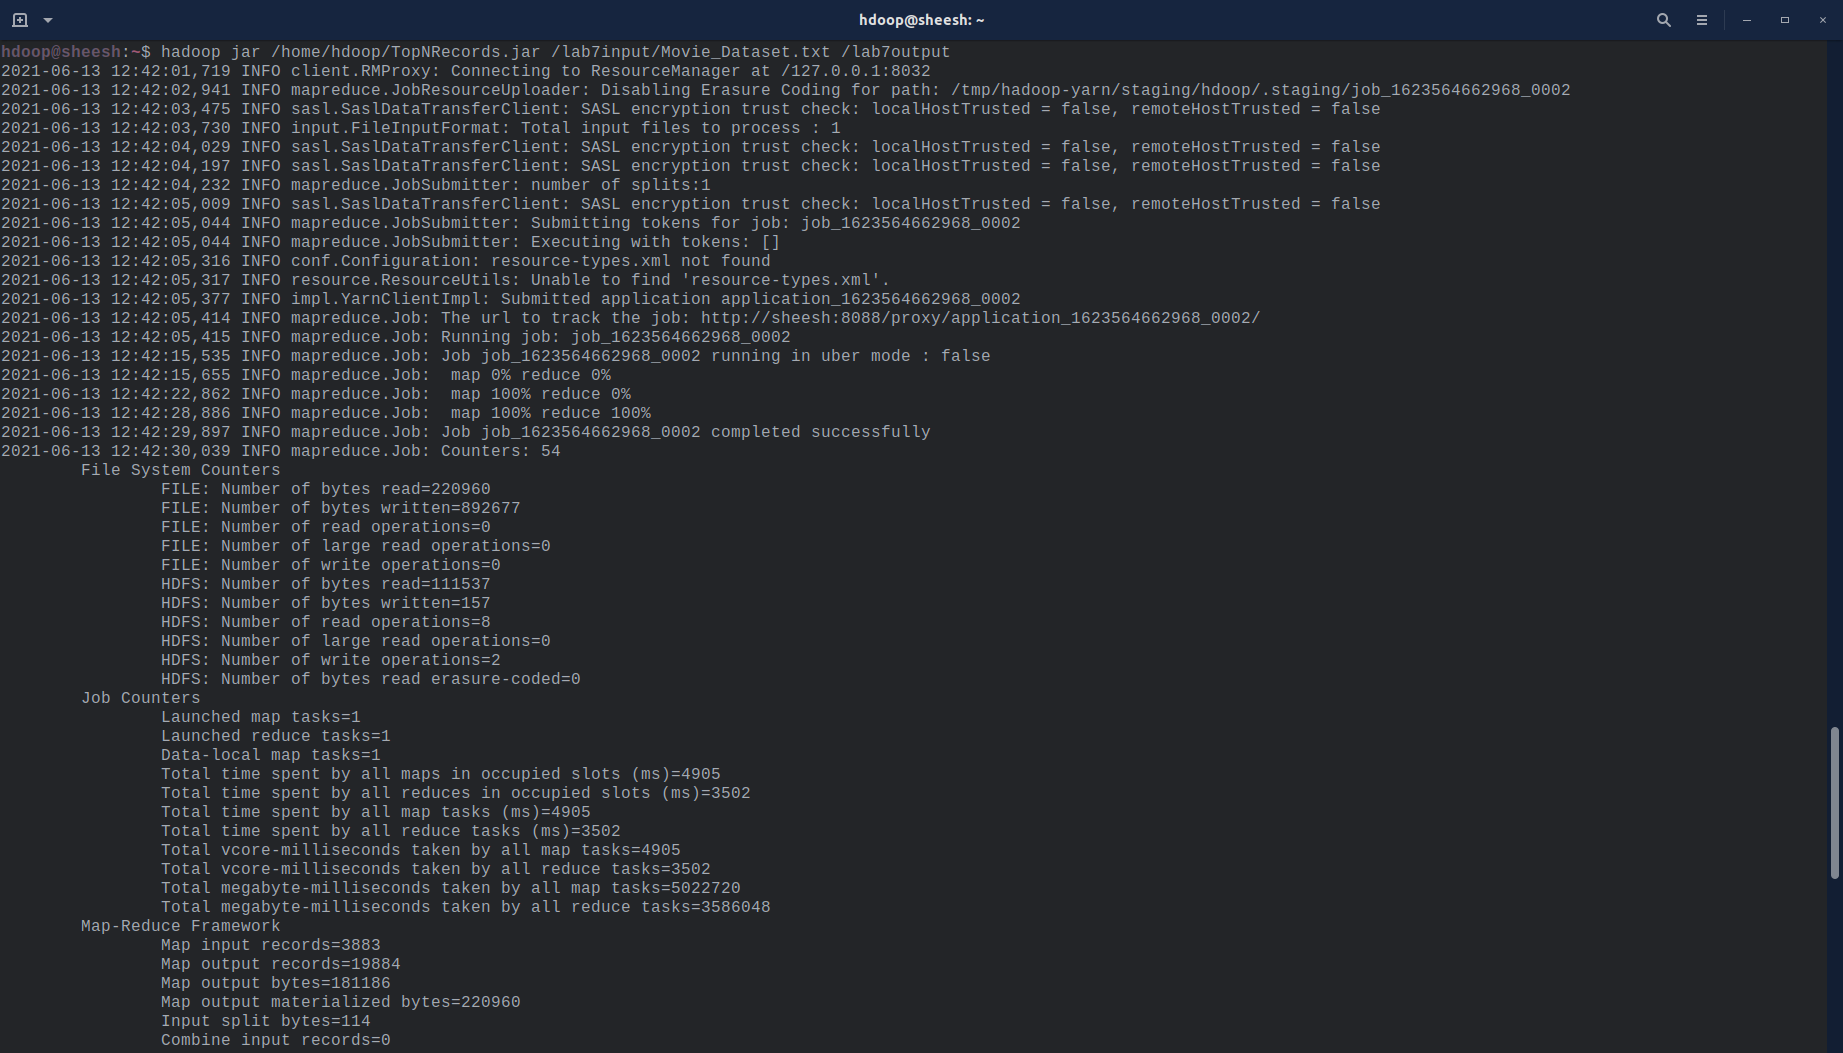 hdoop@sheesh: ~
hdoop@sheesh:~$ hadoop jar /home/hdoop/TopNRecords.jar /lab7input/Movie_Dataset.txt /lab7output
2021-06-13 12:42:01,719 INFO client.RMProxy: Connecting to ResourceManager at /127.0.0.1:8032
2021-06-13 12:42:02,941 INFO mapreduce.JobResourceUploader: Disabling Erasure Coding for path: /tmp/hadoop-yarn/staging/hdoop/.staging/job_1623564662968_0002
2021-06-13 12:42:03,475 INFO sasl.SaslDataTransferClient: SASL encryption trust check: localHostTrusted = false, remoteHostTrusted = false
2021-06-13 12:42:03,730 INFO input.FileInputFormat: Total input files to process : 1
2021-06-13 12:42:04,029 INFO sasl.SaslDataTransferClient: SASL encryption trust check: localHostTrusted = false, remoteHostTrusted = false
2021-06-13 12:42:04,197 INFO sasl.SaslDataTransferClient: SASL encryption trust check: localHostTrusted = false, remoteHostTrusted = false
2021-06-13 12:42:04,232 INFO mapreduce.JobSubmitter: number of splits:1
2021-06-13 12:42:05,009 INFO sasl.SaslDataTransferClient: SASL encryption trust check: localHostTrusted = false, remoteHostTrusted = false
2021-06-13 12:42:05,044 INFO mapreduce.JobSubmitter: Submitting tokens for job: job_1623564662968_0002
2021-06-13 12:42:05,044 INFO mapreduce.JobSubmitter: Executing with tokens: []
2021-06-13 12:42:05,316 INFO conf.Configuration: resource-types.xml not found
2021-06-13 12:42:05,317 INFO resource.ResourceUtils: Unable to find 'resource-types.xml'.
2021-06-13 12:42:05,377 INFO impl.YarnClientImpl: Submitted application application_1623564662968_0002
2021-06-13 12:42:05,414 INFO mapreduce.Job: The url to track the job: http://sheesh:8088/proxy/application_1623564662968_0002/
2021-06-13 12:42:05,415 INFO mapreduce.Job: Running job: job_1623564662968_0002
2021-06-13 12:42:15,535 INFO mapreduce.Job: Job job_1623564662968_0002 running in uber mode : false
2021-06-13 12:42:15,655 INFO mapreduce.Job:  map 0% reduce 0%
2021-06-13 12:42:22,862 INFO mapreduce.Job:  map 100% reduce 0%
2021-06-13 12:42:28,886 INFO mapreduce.Job:  map 100% reduce 100%
2021-06-13 12:42:29,897 INFO mapreduce.Job: Job job_1623564662968_0002 completed successfully
2021-06-13 12:42:30,039 INFO mapreduce.Job: Counters: 54
File System Counters
FILE: Number of bytes read=220960
FILE: Number of bytes written=892677
FILE: Number of read operations=0
FILE: Number of large read operations=0
FILE: Number of write operations=0
HDFS: Number of bytes read=111537
HDFS: Number of bytes written=157
HDFS: Number of read operations=8
HDFS: Number of large read operations=0
HDFS: Number of write operations=2
HDFS: Number of bytes read erasure-coded=0
Job Counters
Launched map tasks=1
Launched reduce tasks=1
Data-local map tasks=1
Total time spent by all maps in occupied slots (ms)=4905
Total time spent by all reduces in occupied slots (ms)=3502
Total time spent by all map tasks (ms)=4905
Total time spent by all reduce tasks (ms)=3502
Total vcore-milliseconds taken by all map tasks=4905
Total vcore-milliseconds taken by all reduce tasks=3502
Total megabyte-milliseconds taken by all map tasks=5022720
Total megabyte-milliseconds taken by all reduce tasks=3586048
Map-Reduce Framework
Map input records=3883
Map output records=19884
Map output bytes=181186
Map output materialized bytes=220960
Input split bytes=114
Combine input records=0